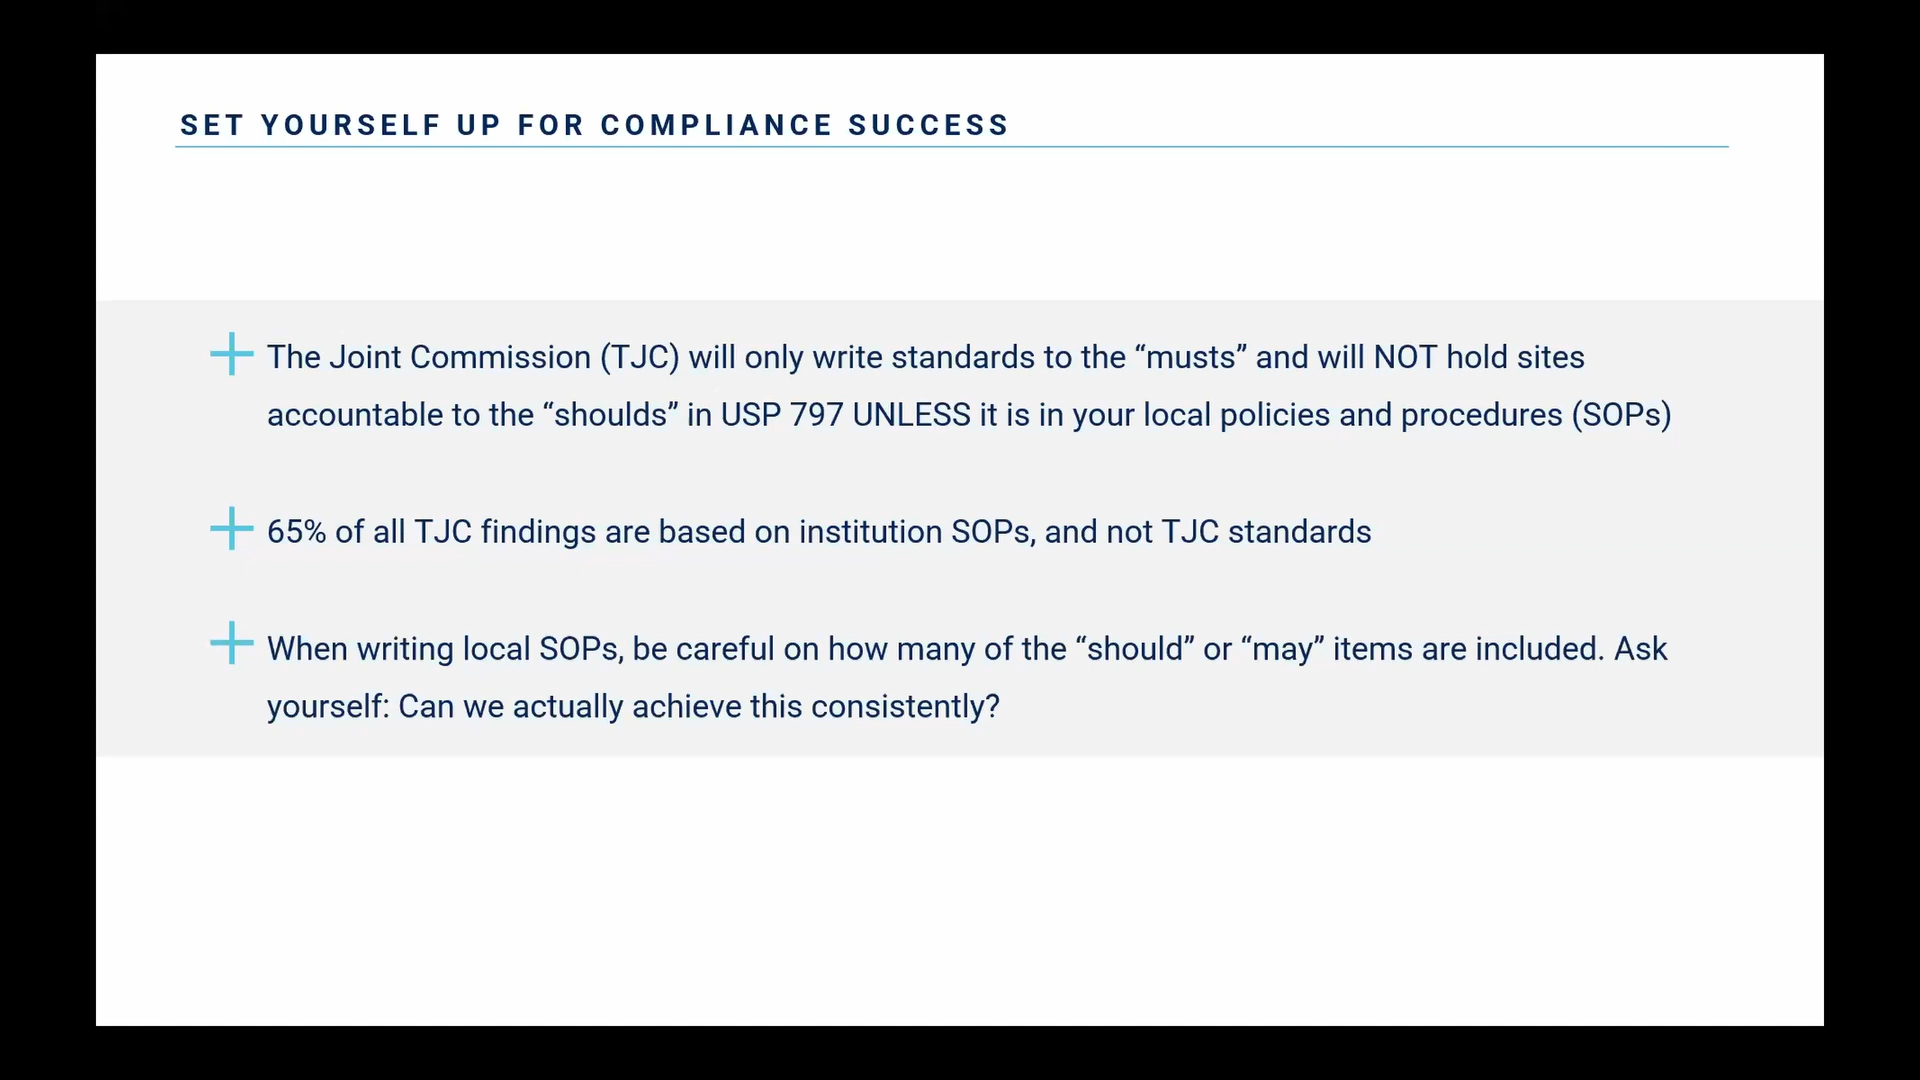 SET YOURSELF UP FOR COMPLIANCE SUCCESS
The Joint Commission (TJC) will only write standards to the “musts” and will NOT hold sites
accountable to the “shoulds” in USP 797 UNLESS it is in your local policies and procedures (SOPs)
65% of all TJC findings are based on institution SOPs, and not TJC standards
When writing local SOPs, be careful on how many of the “should” or “may” items are included. Ask
yourself: Can we actually achieve this consistently?